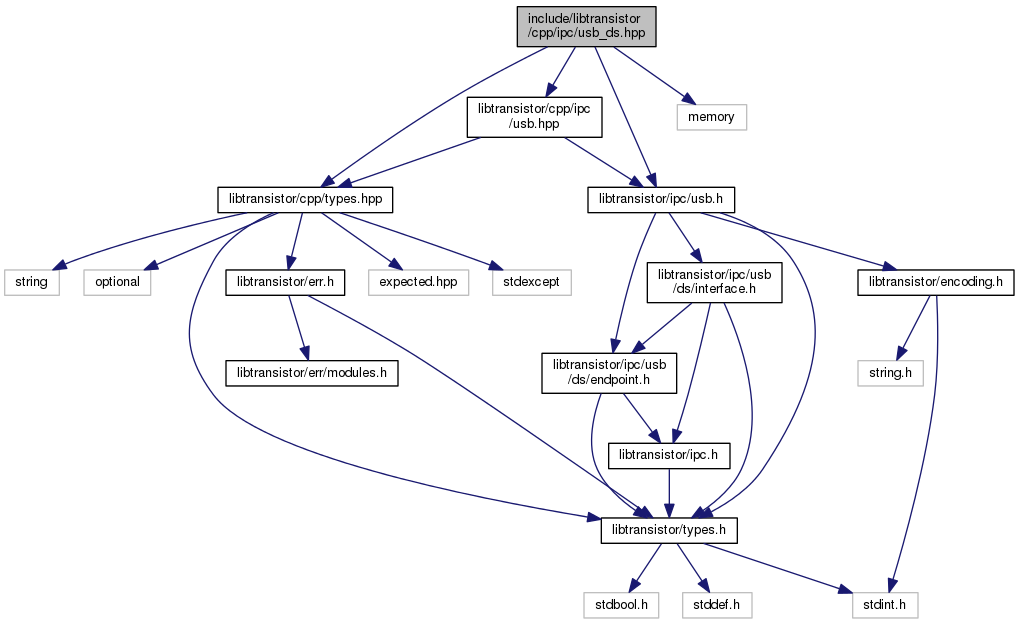 include/libtransistor
/cpp/ipc/usb_ds.hpp
libtransistor/cpp/ipc
/usb.hpp
memory
libtransistor/cpp/types.hpp
libtransistor/ipc/usb.h
string
optional
libtransistor/err.h
expected.hpp
stdexcept
libtransistor/ipc/usb
/ds/interface.h
libtransistor/encoding.h
libtransistor/err/modules.h
libtransistor/ipc/usb
/ds/endpoint.h
string.h
libtransistor/ipc.h
libtransistor/types.h
stdbool.h
stddef.h
stdint.h